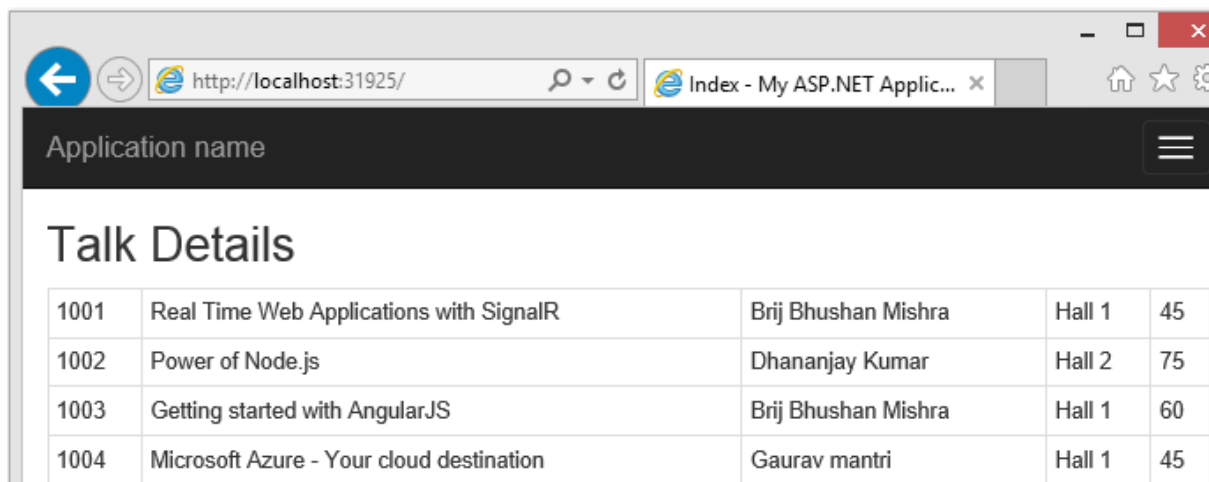 http://localhost:31925/ Index - My ASP.NET Applic...
Application name
Talk Details
1001 Real Time Web Applications with SignalR Brij Bhushan Mishra Hall 1 45
1002 Power of Node.js Dhananjay Kumar Hall 2 75
1003 Getting started with AngularJS Brij Bhushan Mishra Hall 1 60
1004 Microsoft Azure - Your cloud destination Gaurav mantri Hall 1 45